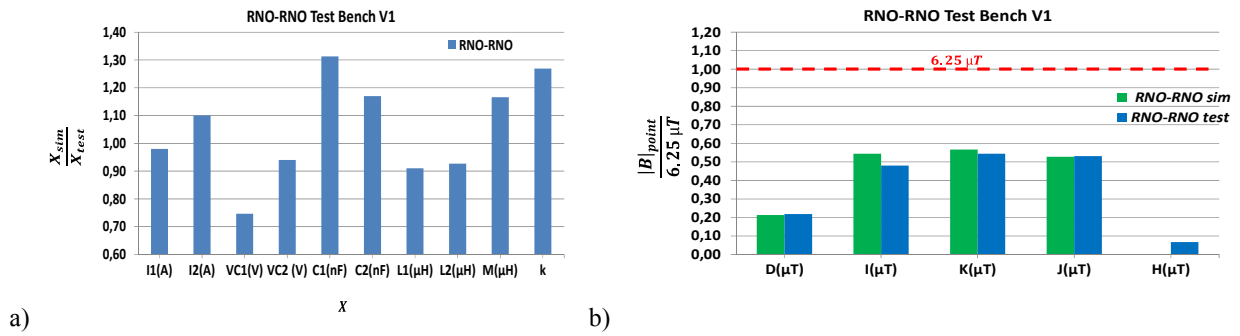 RNO-RNO Test Bench V1
1,40
1,30
1,20
1,10
1,00
0,90
0,80
0,70
0,60
X_sim
X_test
RNO-RNO
I1(A) I2(A) VC1(V) VC2 (V) C1(nF) C2(nF) L1(µH) L2(µH) M(µH) k
X
a)
RNO-RNO Test Bench V1
1,20
1,10
1,00
0,90
0,80
0,70
0,60
0,50
0,40
0,30
0,20
0,10
0,00
|B|point
6.25 µT
6.25 µT
RNO-RNO sim
RNO-RNO test
D(µT) I(µT) K(µT) J(µT) H(µT)
b)